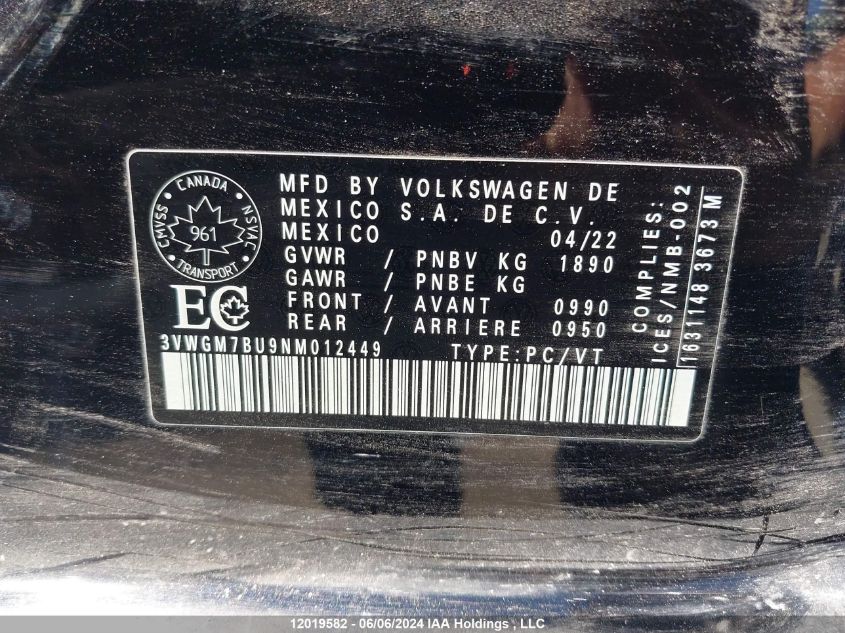 CANADA
CMVSS
961
NSVAC
TRANSPORT
EC
MFD BY VOLKSWAGEN DE
MEXICO S.A. DE C.V.
MEXICO 04/22
GVWR / PNBV KG 1890
GAWR / PNBE KG
FRONT / AVANT 0990
REAR / ARRIERE 0950
3VWGM7BU9NM012449 TYPE:PC/VT
COMPLIES:
ICES/NMB-002
1631148 3673 M
12019582 - 06/06/2024 IAA Holdings, LLC